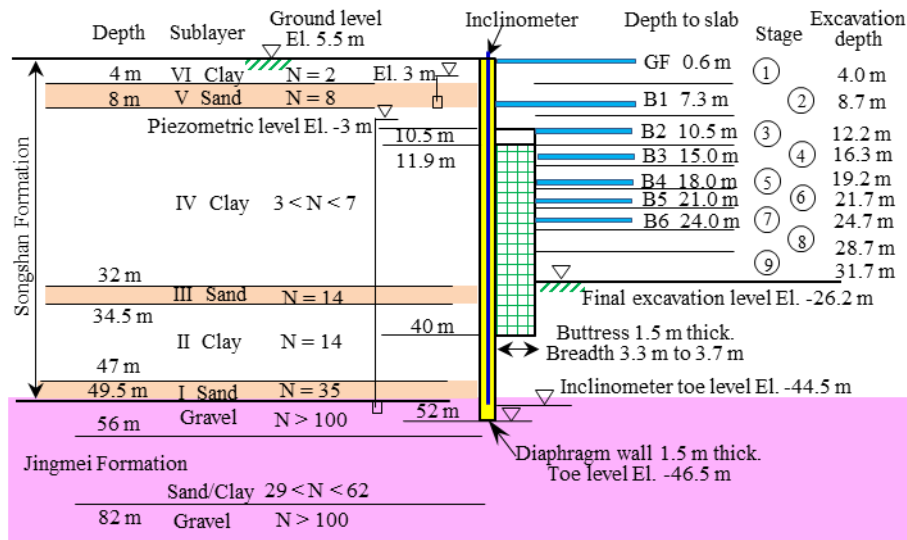 Depth Sublayer Ground level El. 5.5 m Inclinometer Depth to slab Stage Excavation depth
GF 0.6 m 1
4 m VI Clay N = 2 El. 3 m 4.0 m
8 m V Sand N = 8 B1 7.3 m 2 8.7 m
Piezometric level El. -3 m
10.5 m B2 10.5 m 3 12.2 m
11.9 m B3 15.0 m 4 16.3 m
B4 18.0 m 5 19.2 m
IV Clay 3 < N < 7 B5 21.0 m 6 21.7 m
B6 24.0 m 7 24.7 m
8 28.7 m
32 m 9 31.7 m
III Sand N = 14 Final excavation level El. -26.2 m
34.5 m
40 m Buttress 1.5 m thick.
II Clay N = 14 Breadth 3.3 m to 3.7 m
47 m
49.5 m I Sand N = 35 Inclinometer toe level El. -44.5 m
Songshan Formation
56 m Gravel N > 100 52 m
Diaphragm wall 1.5 m thick.
Jingmei Formation Toe level El. -46.5 m
Sand/Clay 29 < N < 62
82 m Gravel N > 100